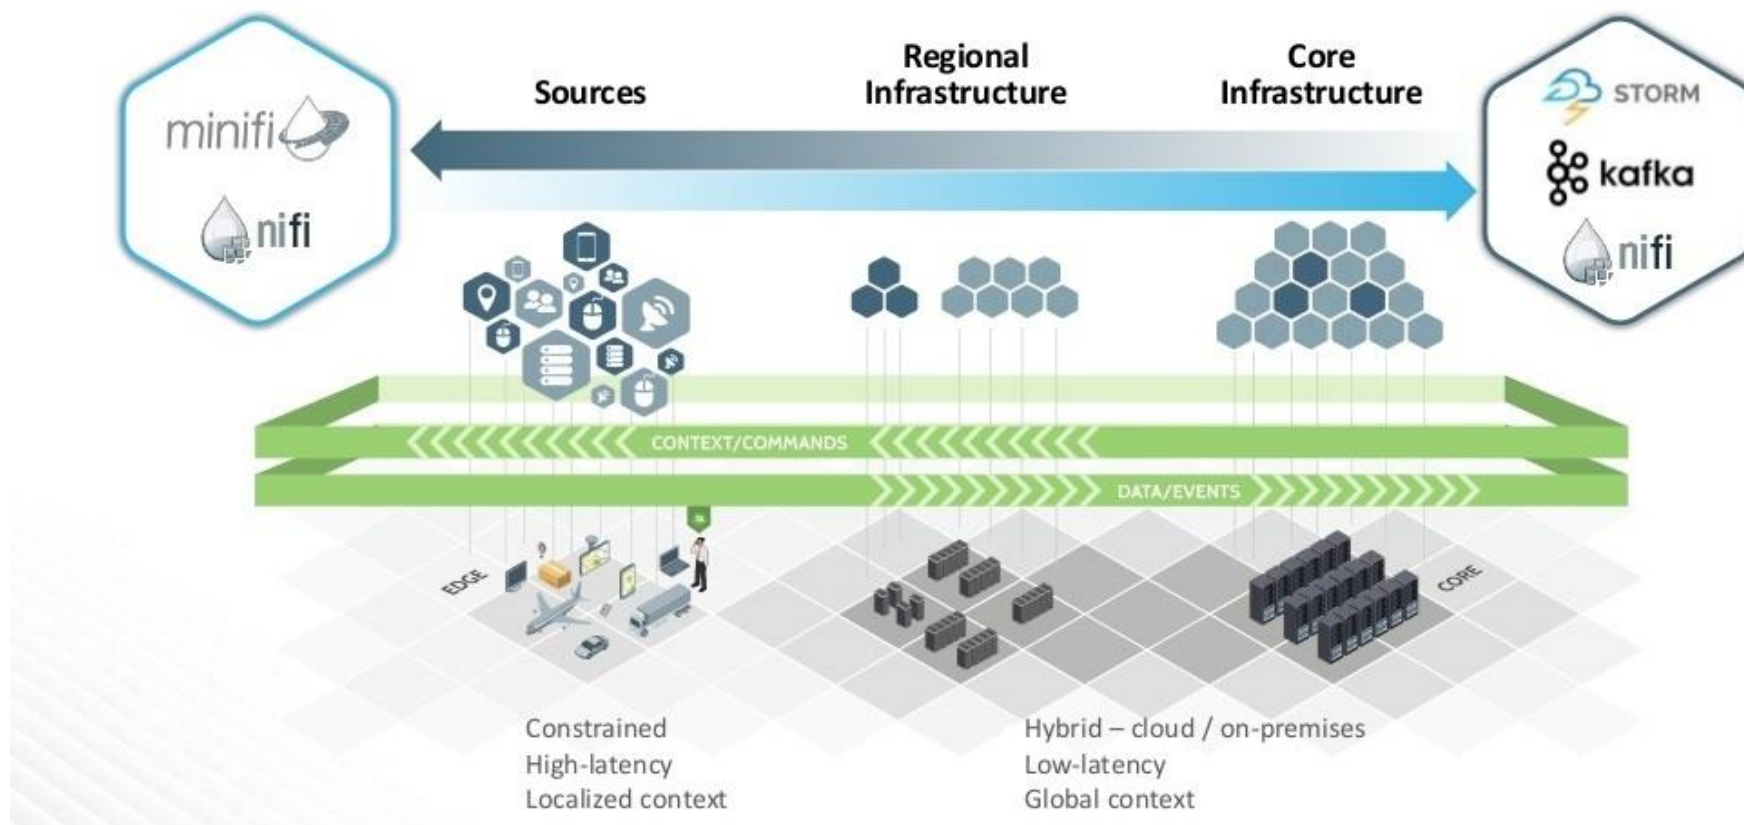 minifi
nifi
Sources
Regional
Infrastructure
Core
Infrastructure
STORM
kafka
nifi
CONTEXT/COMMANDS
DATA/EVENTS
EDGE
CORE
Constrained
High-latency
Localized context
Hybrid – cloud / on-premises
Low-latency
Global context